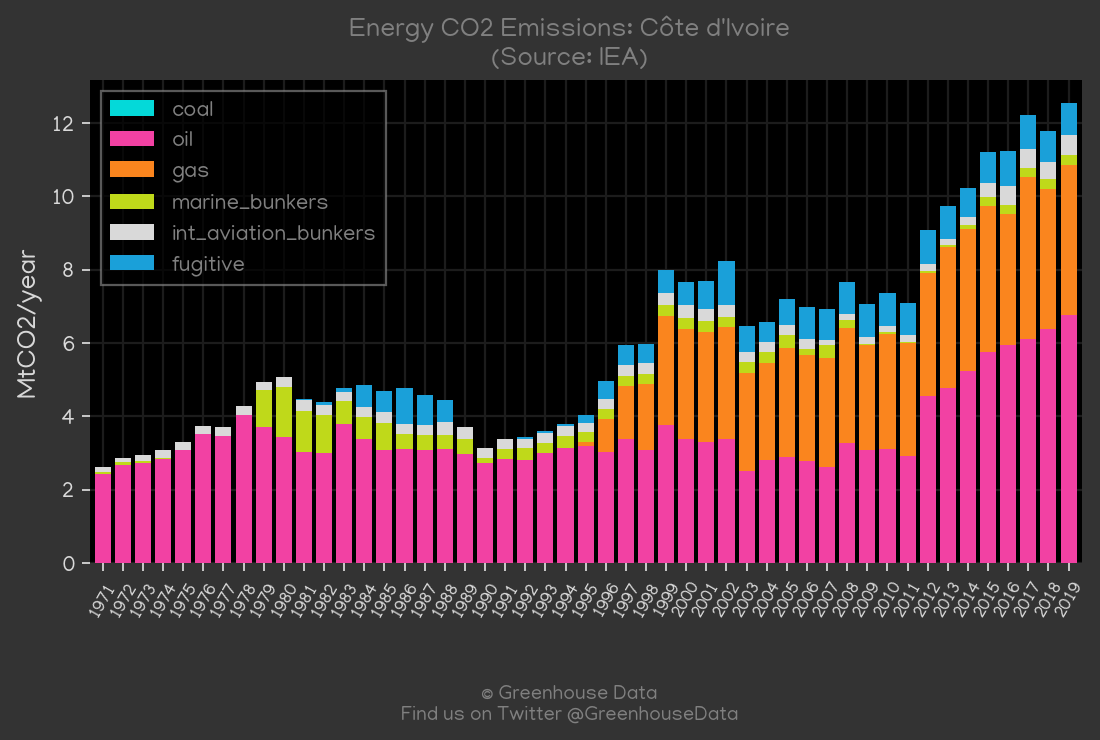 Energy CO2 Emissions: Côte d'Ivoire
(Source: IEA)
coal
oil
gas
marine_bunkers
int_aviation_bunkers
fugitive
MtCO2/year
12
10
8
6
4
2
0
1971 1972 1973 1974 1975 1976 1977 1978 1979 1980 1981 1982 1983 1984 1985 1986 1987 1988 1989 1990 1991 1992 1993 1994 1995 1996 1997 1998 1999 2000 2001 2002 2003 2004 2005 2006 2007 2008 2009 2010 2011 2012 2013 2014 2015 2016 2017 2018 2019
© Greenhouse Data
Find us on Twitter @GreenhouseData